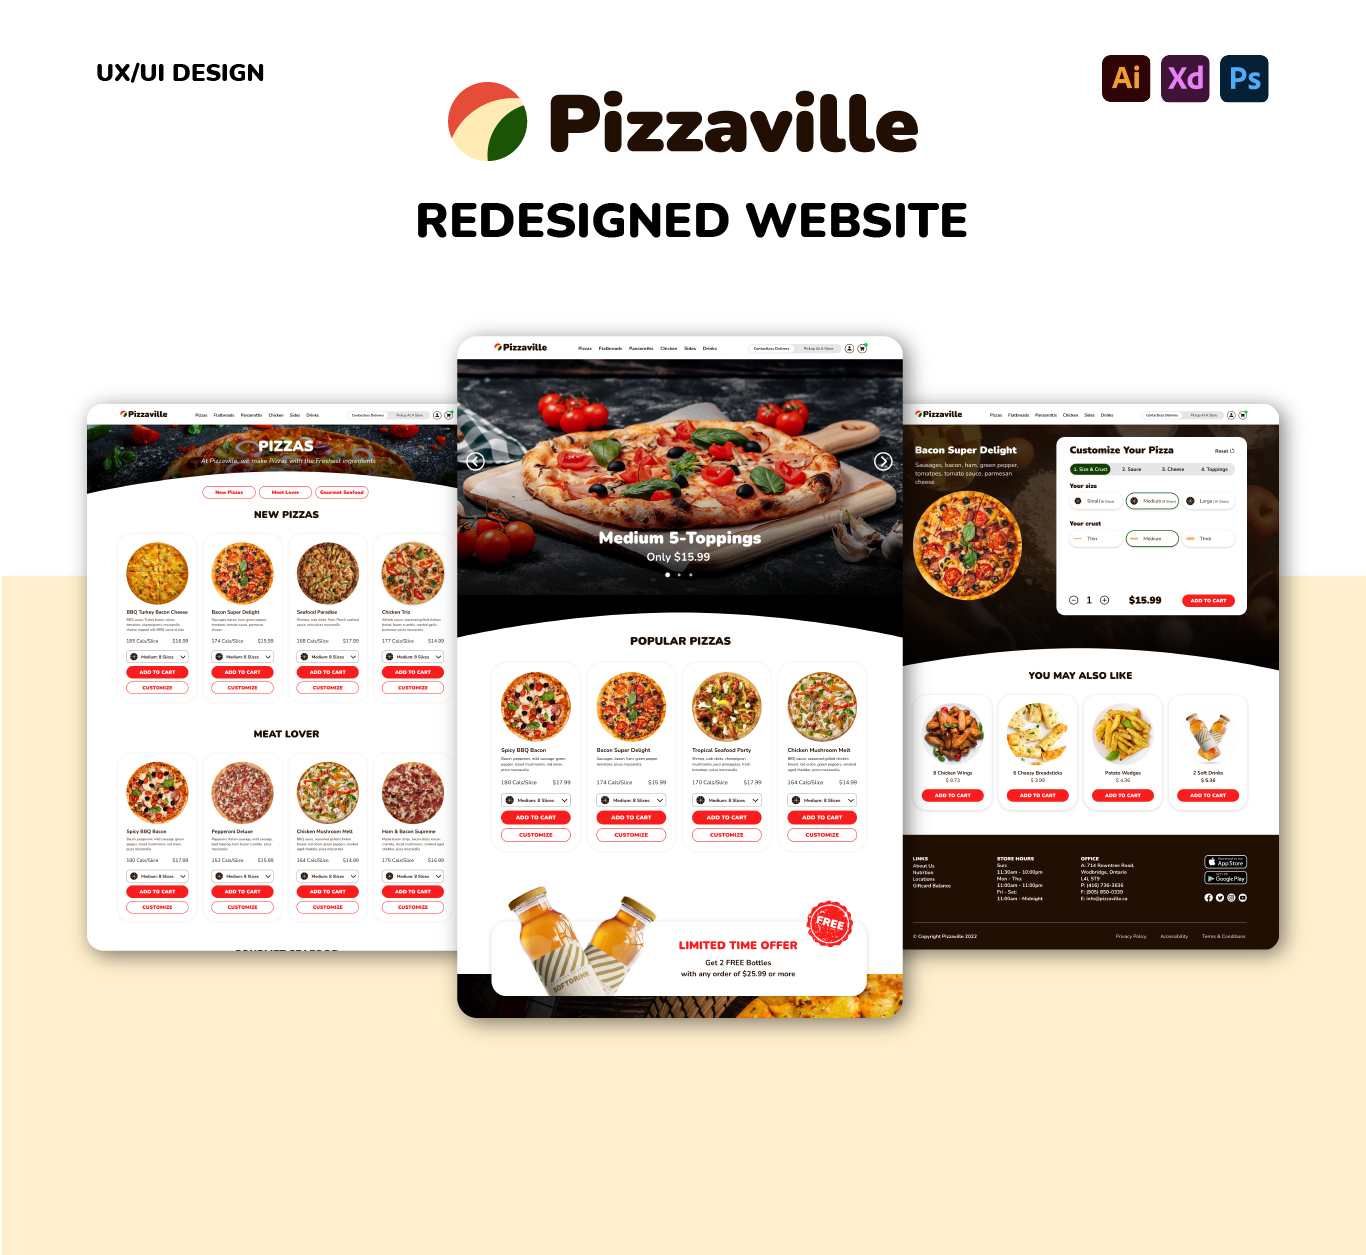 UX/UI DESIGN
Ai Xd Ps
Pizzaville
REDESIGNED WEBSITE
Pizzaville
Pizzas Flatbreads Panzerottis Chicken Sides Drinks
Contactless Delivery Pickup At A Store
PIZZAS
At Pizzaville, we make Pizzas with the Freshest Ingredients
New Pizzas Meat Lover Gourmet Seafood
NEW PIZZAS
BBQ Turkey Bacon Cheese Bacon Super Delight Seafood Paradise Chicken Trio
185 Cals/Slice $16.99 174 Cals/Slice $15.99 168 Cals/Slice $17.99 177 Cals/Slice $14.99
Medium: 8 Slices Medium: 8 Slices Medium: 8 Slices Medium: 8 Slices
ADD TO CART ADD TO CART ADD TO CART ADD TO CART
CUSTOMIZE CUSTOMIZE CUSTOMIZE CUSTOMIZE
MEAT LOVER
Spicy BBQ Bacon Pepperoni Deluxe Chicken Mushroom Melt Ham & Bacon Supreme
180 Cals/Slice $17.99 153 Cals/Slice $15.99 164 Cals/Slice $14.99 175 Cals/Slice $16.99
Medium: 8 Slices Medium: 8 Slices Medium: 8 Slices Medium: 8 Slices
ADD TO CART ADD TO CART ADD TO CART ADD TO CART
CUSTOMIZE CUSTOMIZE CUSTOMIZE CUSTOMIZE
Pizzaville
Pizzas Flatbreads Panzerottis Chicken Sides Drinks
Contactless Delivery Pickup At A Store
Medium 5-Toppings
Only $15.99
POPULAR PIZZAS
Spicy BBQ Bacon Bacon Super Delight Tropical Seafood Party Chicken Mushroom Melt
180 Cals/Slice $17.99 174 Cals/Slice $15.99 170 Cals/Slice $17.99 164 Cals/Slice $14.99
Medium: 8 Slices Medium: 8 Slices Medium: 8 Slices Medium: 8 Slices
ADD TO CART ADD TO CART ADD TO CART ADD TO CART
CUSTOMIZE CUSTOMIZE CUSTOMIZE CUSTOMIZE
SOFTDRINK
FREE
LIMITED TIME OFFER
Get 2 FREE Bottles
with any order of $25.99 or more
Pizzaville
Pizzas Flatbreads Panzerottis Chicken Sides Drinks
Contactless Delivery Pickup At A Store
Bacon Super Delight
Sausages, bacon, ham, green pepper,
tomatoes, tomato sauce, parmesan
cheese
Customize Your Pizza
Reset
1. Size & Crust 2. Sauce 3. Cheese 4. Toppings
Your size
Small Medium Large
Your crust
Thin Medium Thick
1 $15.99 ADD TO CART
YOU MAY ALSO LIKE
8 Chicken Wings 6 Cheesy Breadsticks Potato Wedges 2 Soft Drinks
$ 9.73 $ 3.99 $ 4.36 $ 5.36
ADD TO CART ADD TO CART ADD TO CART ADD TO CART
LINKS
About Us
Nutrition
Locations
Giftcard Balance
STORE HOURS
Sun:
11:30am - 10:00pm
Mon - Thu:
11:00am - 11:00pm
Fri - Sat:
11:00am - Midnight
OFFICE
A: 714 Rowntree Road,
Wodbridge, Ontario
L4L 5T9
P: (416) 736-3636
F: (905) 850-0339
E: info@pizzaville.ca
App Store
Google Play
© Copyright Pizzaville 2022
Privacy Policy Accessibility Terms & Conditions